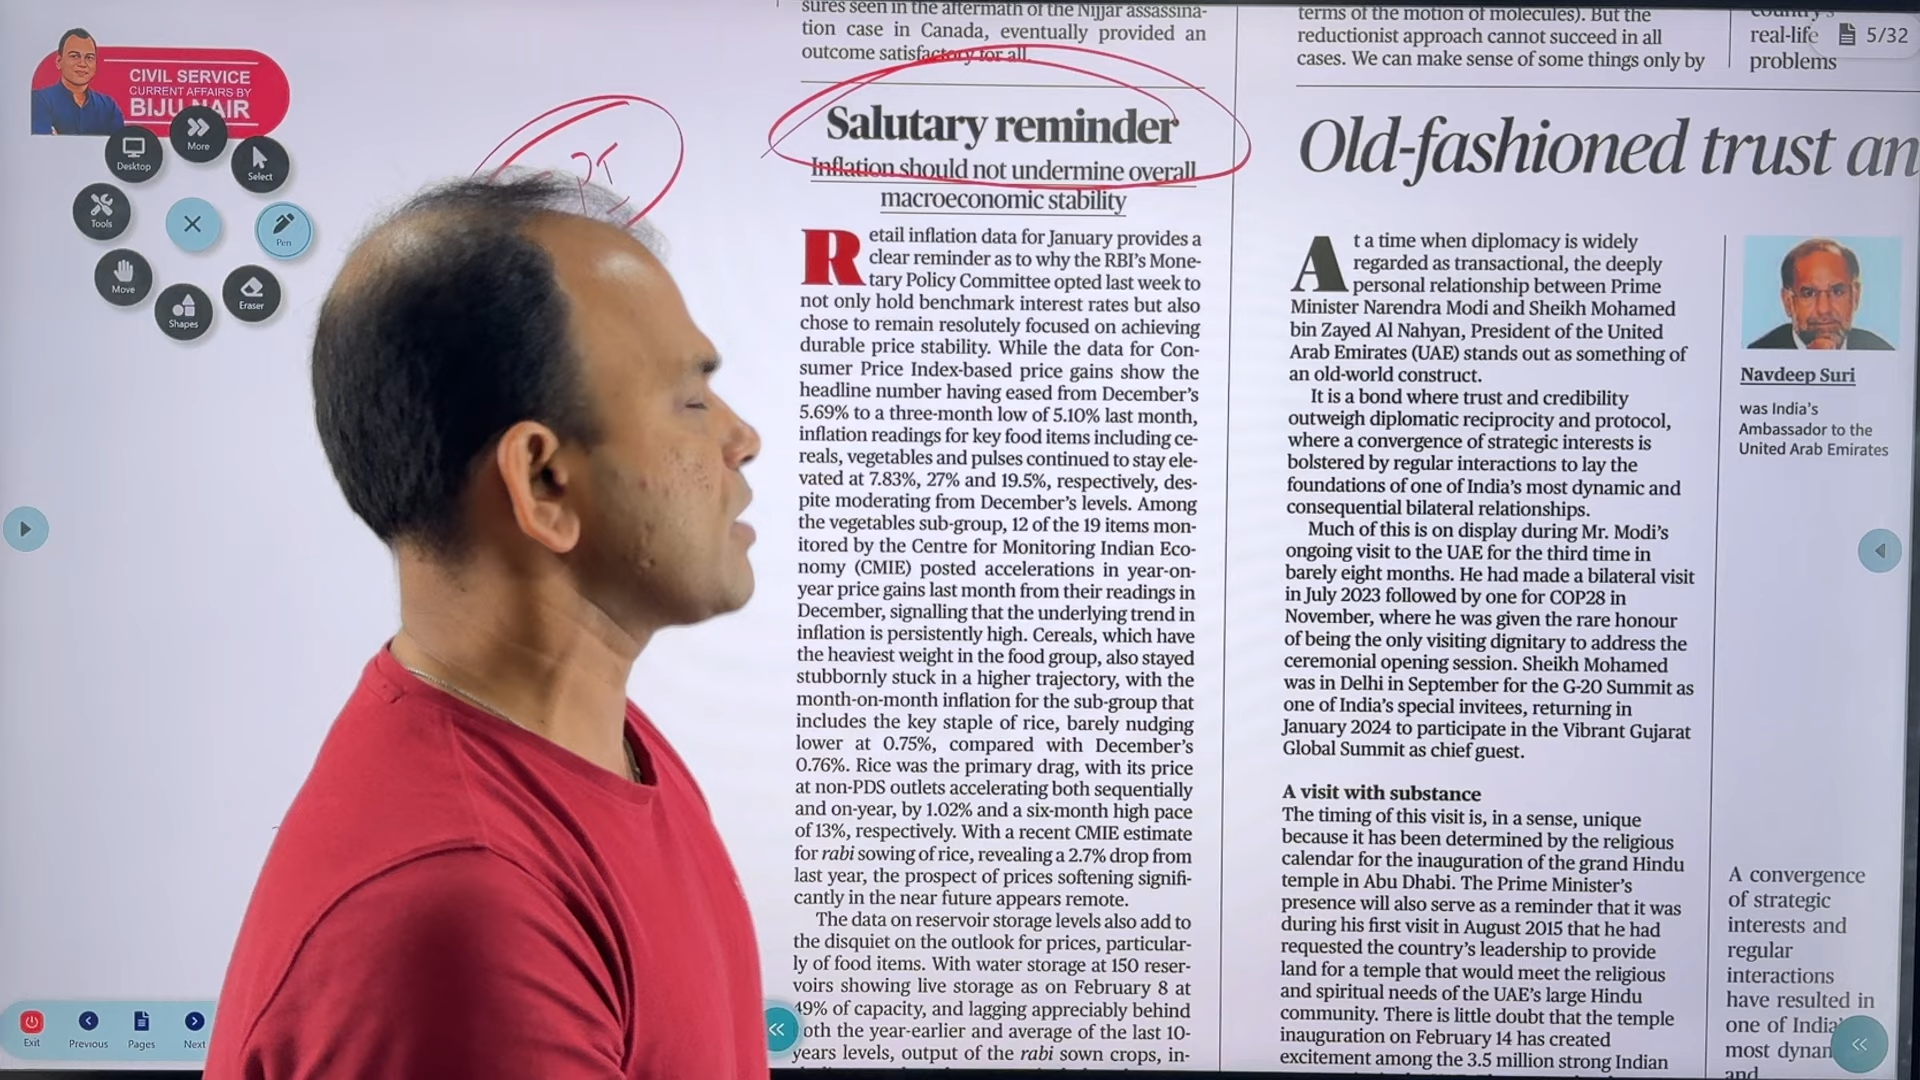 CIVIL SERVICE
CURRENT AFFAIRS BY
BIJU NAIR
More
Desktop
Select
Tools
Pen
Move
Eraser
Shapes
Exit
Previous
Pages
Next
5/32
PT
sures seen in the aftermath of the Nijjar assassina-
tion case in Canada, eventually provided an
outcome satisfactory for all.
Salutary reminder
Inflation should not undermine overall
macroeconomic stability
Retail inflation data for January provides a
clear reminder as to why the RBI's Mone-
tary Policy Committee opted last week to
not only hold benchmark interest rates but also
chose to remain resolutely focused on achieving
durable price stability. While the data for Con-
sumer Price Index-based price gains show the
headline number having eased from December's
5.69% to a three-month low of 5.10% last month,
inflation readings for key food items including ce-
reals, vegetables and pulses continued to stay ele-
vated at 7.83%, 27% and 19.5%, respectively, des-
pite moderating from December's levels. Among
the vegetables sub-group, 12 of the 19 items mon-
itored by the Centre for Monitoring Indian Eco-
nomy (CMIE) posted accelerations in year-on-
year price gains last month from their readings in
December, signalling that the underlying trend in
inflation is persistently high. Cereals, which have
the heaviest weight in the food group, also stayed
stubbornly stuck in a higher trajectory, with the
month-on-month inflation for the sub-group that
includes the key staple of rice, barely nudging
lower at 0.75%, compared with December's
0.76%. Rice was the primary drag, with its price
at non-PDS outlets accelerating both sequentially
and on-year, by 1.02% and a six-month high pace
of 13%, respectively. With a recent CMIE estimate
for rabi sowing of rice, revealing a 2.7% drop from
last year, the prospect of prices softening signifi-
cantly in the near future appears remote.
The data on reservoir storage levels also add to
the disquiet on the outlook for prices, particular-
ly of food items. With water storage at 150 reser-
voirs showing live storage as on February 8 at
49% of capacity, and lagging appreciably behind
oth the year-earlier and average of the last 10-
years levels, output of the rabi sown crops, in-
terms of the motion of molecules). But the
reductionist approach cannot succeed in all
cases. We can make sense of some things only by
country's
real-life
problems
Old-fashioned trust an
At a time when diplomacy is widely
regarded as transactional, the deeply
personal relationship between Prime
Minister Narendra Modi and Sheikh Mohamed
bin Zayed Al Nahyan, President of the United
Arab Emirates (UAE) stands out as something of
an old-world construct.
It is a bond where trust and credibility
outweigh diplomatic reciprocity and protocol,
where a convergence of strategic interests is
bolstered by regular interactions to lay the
foundations of one of India's most dynamic and
consequential bilateral relationships.
Much of this is on display during Mr. Modi's
ongoing visit to the UAE for the third time in
barely eight months. He had made a bilateral visit
in July 2023 followed by one for COP28 in
November, where he was given the rare honour
of being the only visiting dignitary to address the
ceremonial opening session. Sheikh Mohamed
was in Delhi in September for the G-20 Summit as
one of India's special invitees, returning in
January 2024 to participate in the Vibrant Gujarat
Global Summit as chief guest.
A visit with substance
The timing of this visit is, in a sense, unique
because it has been determined by the religious
calendar for the inauguration of the grand Hindu
temple in Abu Dhabi. The Prime Minister's
presence will also serve as a reminder that it was
during his first visit in August 2015 that he had
requested the country's leadership to provide
land for a temple that would meet the religious
and spiritual needs of the UAE's large Hindu
community. There is little doubt that the temple
inauguration on February 14 has created
excitement among the 3.5 million strong Indian
Navdeep Suri
was India's
Ambassador to the
United Arab Emirates
A convergence
of strategic
interests and
regular
interactions
have resulted in
one of India'
most dynam
and